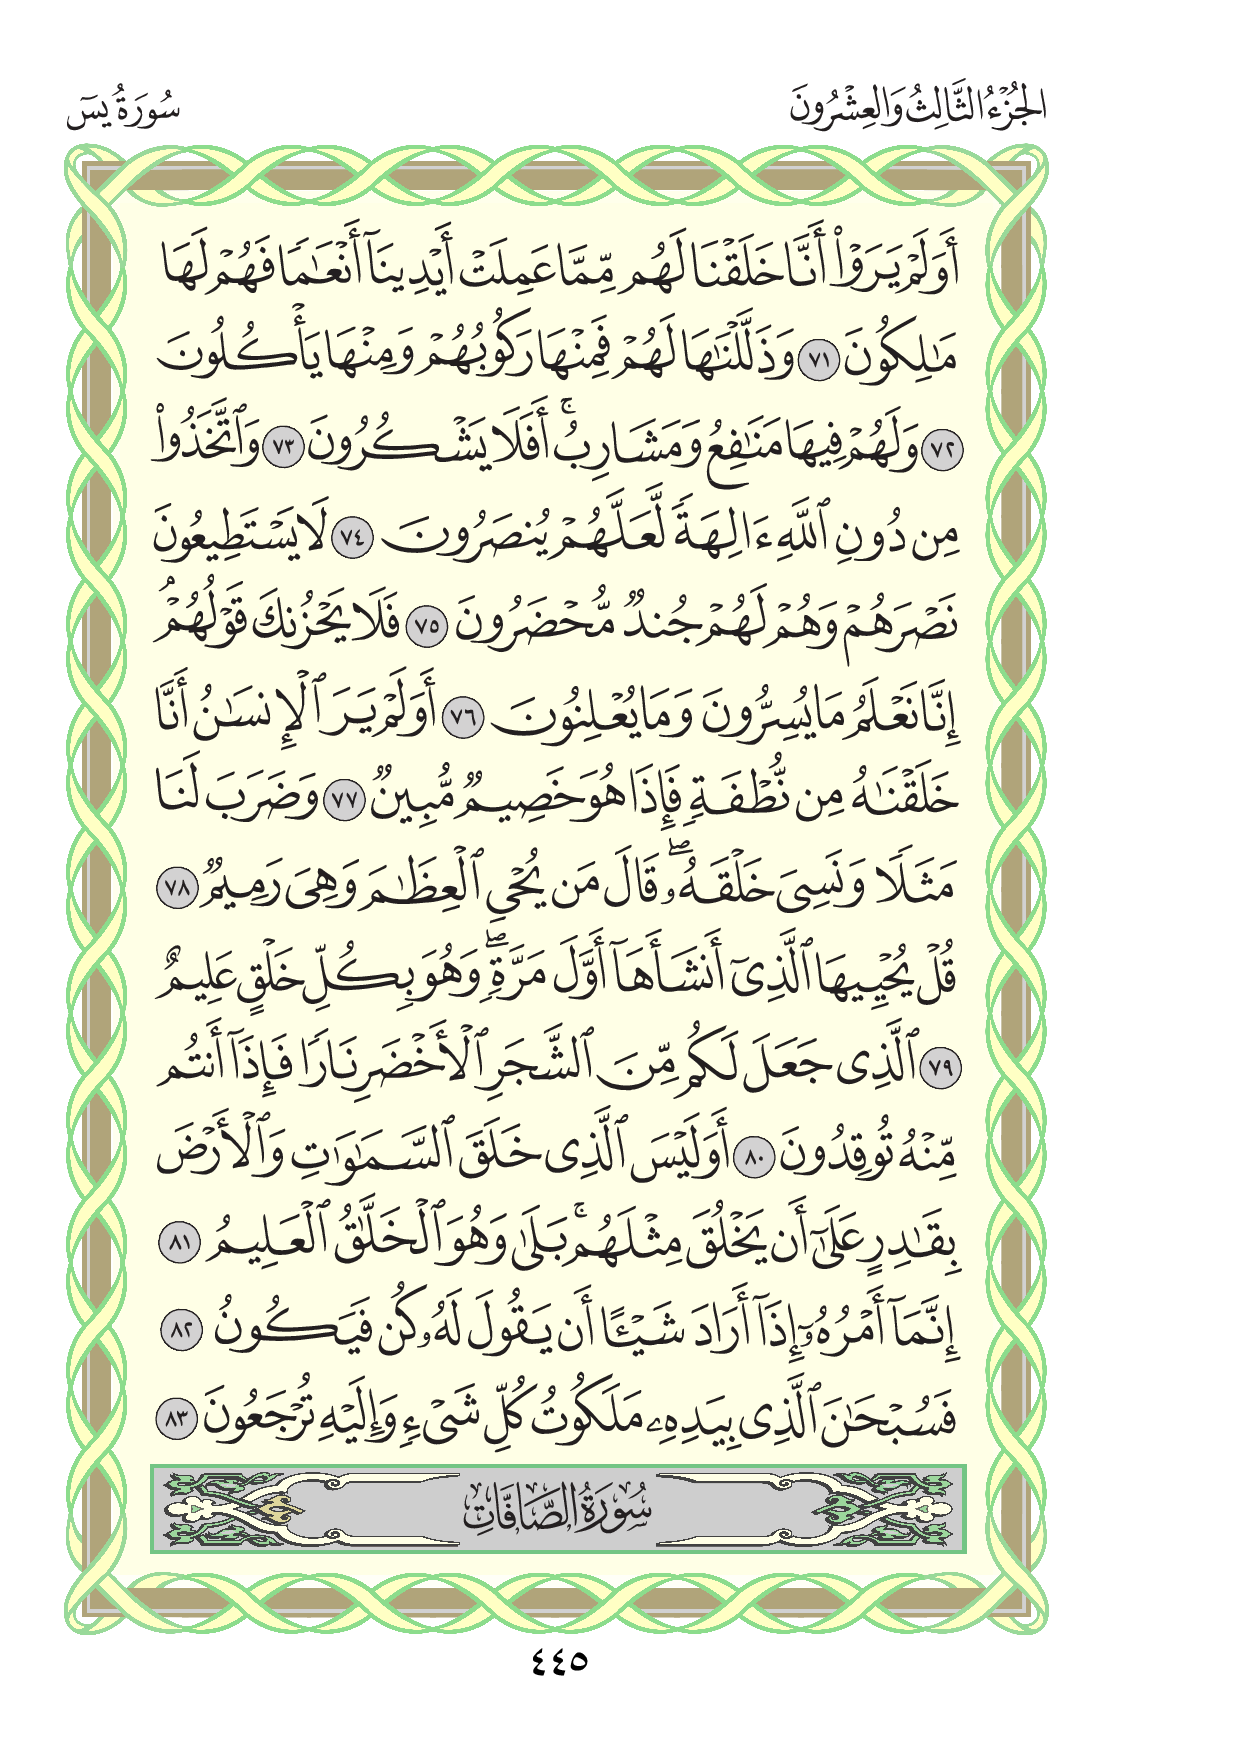 الجُزْءُ الثَّالِثُ وَالعِشْرُونَ
سُورَةُ يسٓ
أَوَلَمْ يَرَوْا۟ أَنَّا خَلَقْنَا لَهُم مِّمَّا عَمِلَتْ أَيْدِينَآ أَنْعَٰمًا فَهُمْ لَهَا
مَٰلِكُونَ ٧١ وَذَلَّلْنَٰهَا لَهُمْ فَمِنْهَا رَكُوبُهُمْ وَمِنْهَا يَأْكُلُونَ
٧٢ وَلَهُمْ فِيهَا مَنَٰفِعُ وَمَشَارِبُ ۚ أَفَلَا يَشْكُرُونَ ٧٣ وَٱتَّخَذُوا۟
مِن دُونِ ٱللَّهِ ءَالِهَةً لَّعَلَّهُمْ يُنصَرُونَ ٧٤ لَا يَسْتَطِيعُونَ
نَصْرَهُمْ وَهُمْ لَهُمْ جُندٌ مُّحْضَرُونَ ٧٥ فَلَا يَحْزُنكَ قَوْلُهُمْ ۘ
إِنَّا نَعْلَمُ مَا يُسِرُّونَ وَمَا يُعْلِنُونَ ٧٦ أَوَلَمْ يَرَ ٱلْإِنسَٰنُ أَنَّا
خَلَقْنَٰهُ مِن نُّطْفَةٍ فَإِذَا هُوَ خَصِيمٌ مُّبِينٌ ٧٧ وَضَرَبَ لَنَا
مَثَلًا وَنَسِىَ خَلْقَهُۥ ۖ قَالَ مَن يُحْىِ ٱلْعِظَٰمَ وَهِىَ رَمِيمٌ ٧٨
قُلْ يُحْيِيهَا ٱلَّذِىٓ أَنشَأَهَآ أَوَّلَ مَرَّةٍ ۖ وَهُوَ بِكُلِّ خَلْقٍ عَلِيمٌ
٧٩ ٱلَّذِى جَعَلَ لَكُم مِّنَ ٱلشَّجَرِ ٱلْأَخْضَرِ نَارًا فَإِذَآ أَنتُم
مِّنْهُ تُوقِدُونَ ٨٠ أَوَلَيْسَ ٱلَّذِى خَلَقَ ٱلسَّمَٰوَٰتِ وَٱلْأَرْضَ
بِقَٰدِرٍ عَلَىٰٓ أَن يَخْلُقَ مِثْلَهُم ۚ بَلَىٰ وَهُوَ ٱلْخَلَّٰقُ ٱلْعَلِيمُ ٨١
إِنَّمَآ أَمْرُهُۥٓ إِذَآ أَرَادَ شَيْـًٔا أَن يَقُولَ لَهُۥ كُن فَيَكُونُ ٨٢
فَسُبْحَٰنَ ٱلَّذِى بِيَدِهِۦ مَلَكُوتُ كُلِّ شَىْءٍ وَإِلَيْهِ تُرْجَعُونَ ٨٣
سُورَةُ الصَّافَّاتِ
٤٤٥